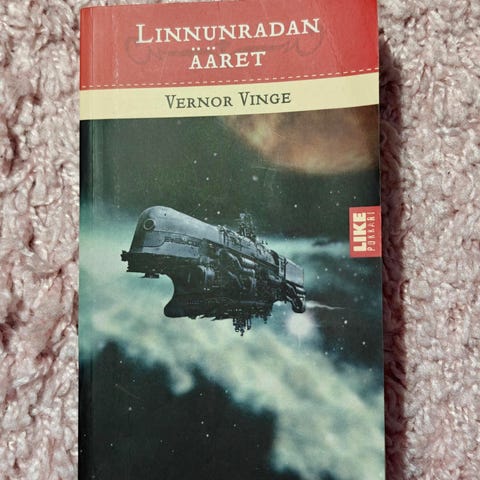 LINNUNRADAN
ÄÄRET
VERNOR VINGE
LIKE
POKKARI